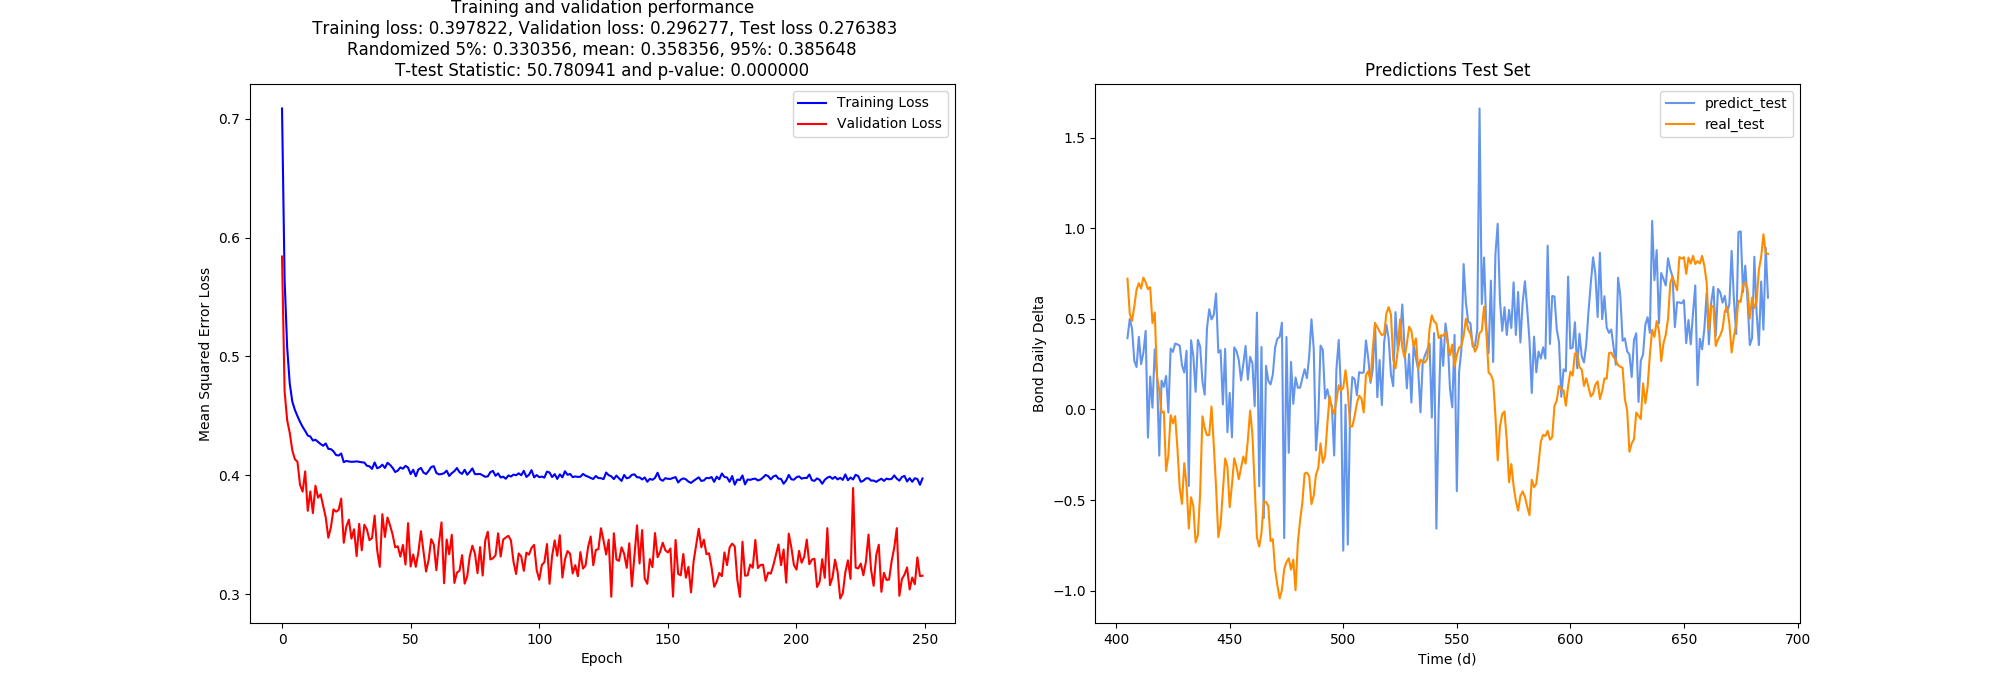 Training and validation performance
Training loss: 0.397822, Validation loss: 0.296277, Test loss 0.276383
Randomized 5%: 0.330356, mean: 0.358356, 95%: 0.385648
T-test Statistic: 50.780941 and p-value: 0.000000
Training Loss
Validation Loss
Mean Squared Error Loss
0.7
0.6
0.5
0.4
0.3
0
50
100
150
200
250
Epoch
Predictions Test Set
predict_test
real_test
Bond Daily Delta
1.5
1.0
0.5
0.0
−0.5
−1.0
400
450
500
550
600
650
700
Time (d)